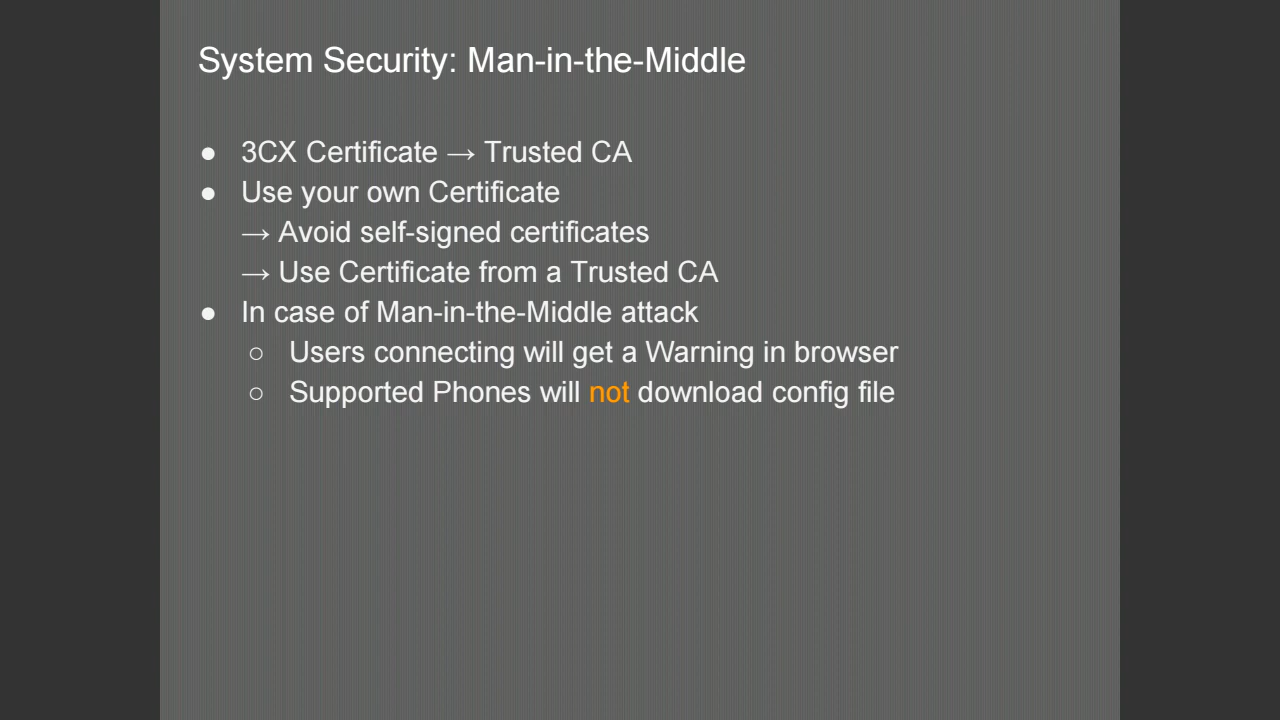 System Security: Man-in-the-Middle
● 3CX Certificate → Trusted CA
● Use your own Certificate
→ Avoid self-signed certificates
→ Use Certificate from a Trusted CA
● In case of Man-in-the-Middle attack
○ Users connecting will get a Warning in browser
○ Supported Phones will not download config file